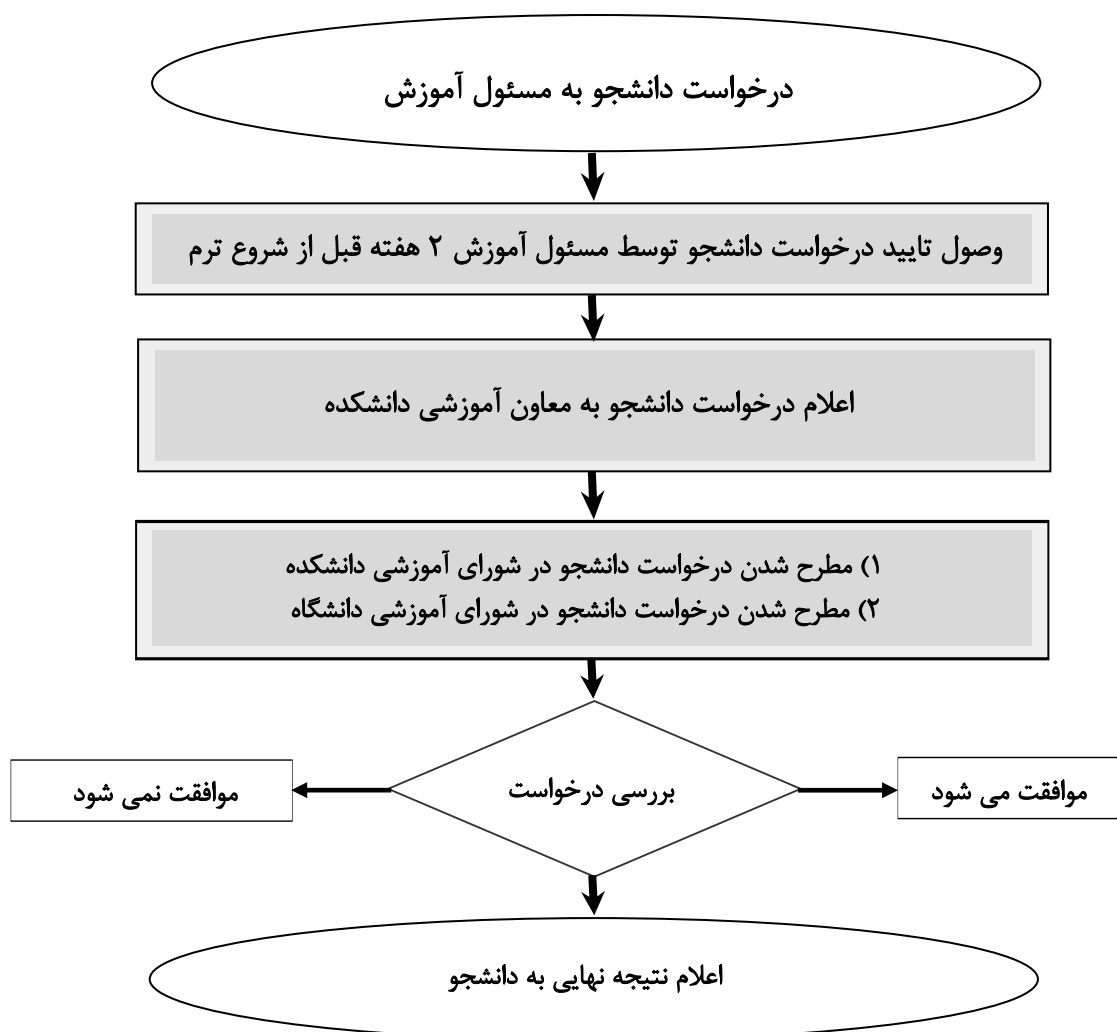 درخواست دانشجو به مسئول آموزش
وصول تایید درخواست دانشجو توسط مسئول آموزش ۲ هفته قبل از شروع ترم
اعلام درخواست دانشجو به معاون آموزشی دانشکده
۱) مطرح شدن درخواست دانشجو در شورای آموزشی دانشکده
۲) مطرح شدن درخواست دانشجو در شورای آموزشی دانشگاه
موافقت می شود
بررسی درخواست
موافقت نمی شود
اعلام نتیجه نهایی به دانشجو